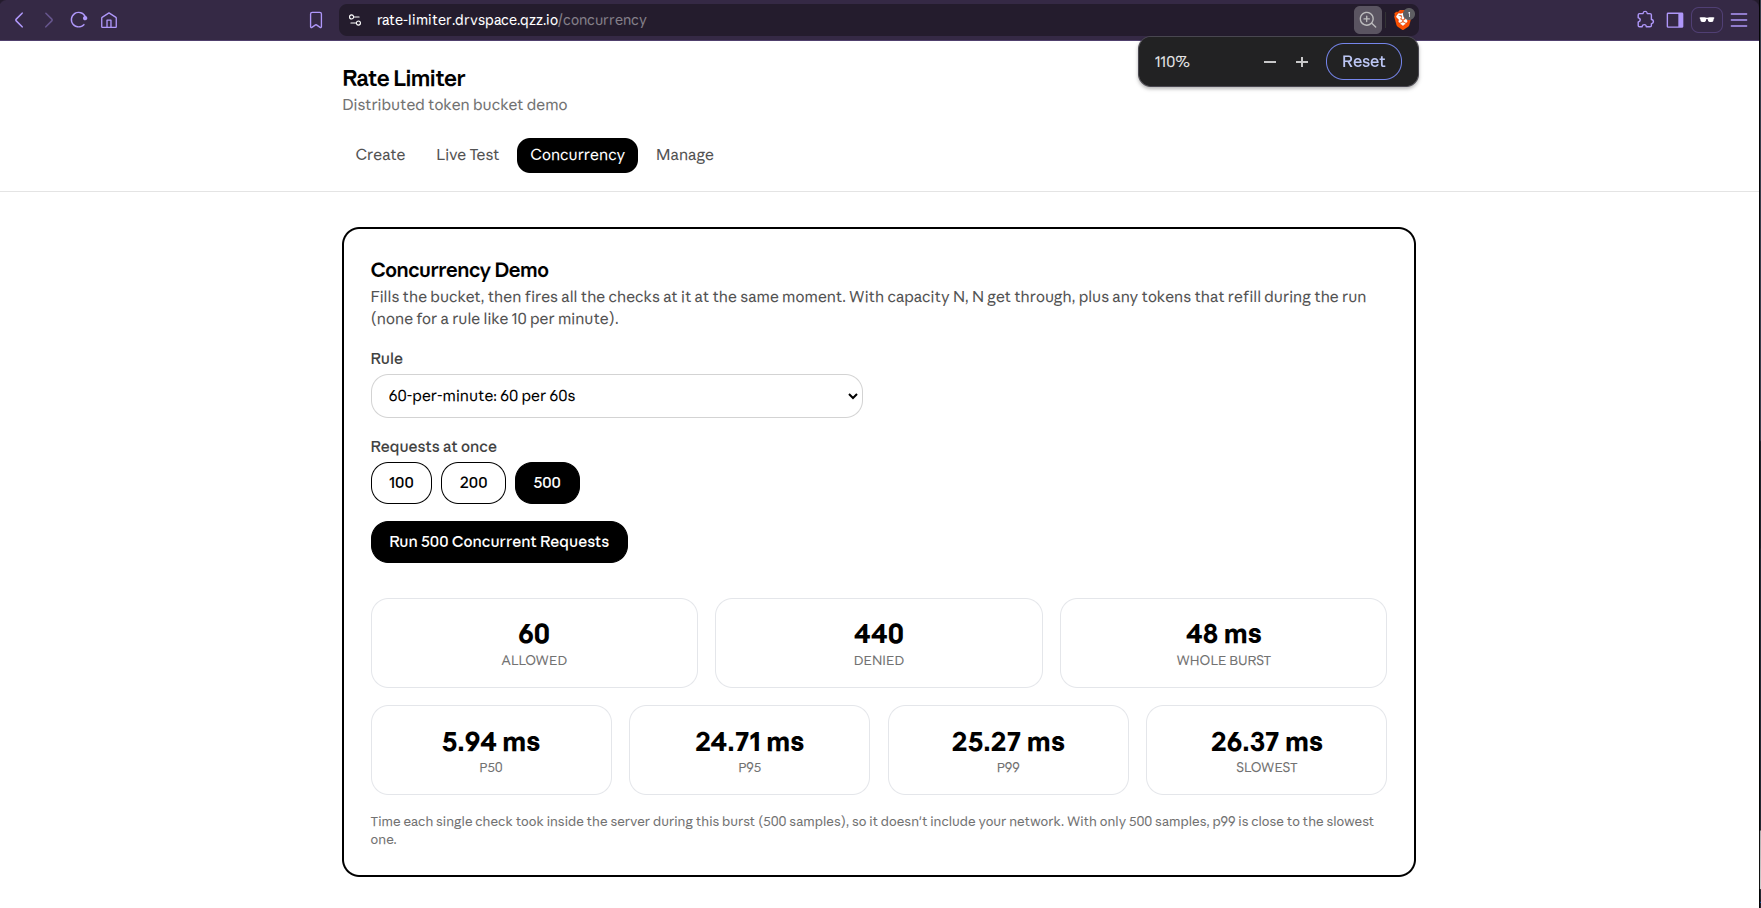 rate-limiter.drvspace.qzz.io/concurrency
1
110%
Reset
Rate Limiter
Distributed token bucket demo
Create Live Test Concurrency Manage
Concurrency Demo
Fills the bucket, then fires all the checks at it at the same moment. With capacity N, N get through, plus any tokens that refill during the run
(none for a rule like 10 per minute).
Rule
60-per-minute: 60 per 60s
Requests at once
100 200 500
Run 500 Concurrent Requests
60 440 48 ms
ALLOWED DENIED WHOLE BURST
5.94 ms 24.71 ms 25.27 ms 26.37 ms
P50 P95 P99 SLOWEST
Time each single check took inside the server during this burst (500 samples), so it doesn't include your network. With only 500 samples, p99 is close to the slowest
one.